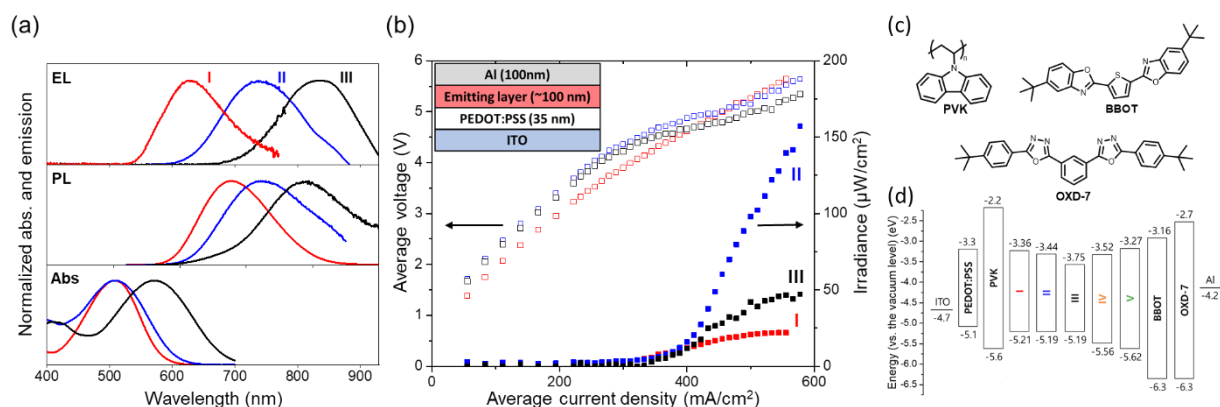 (a)
EL
I
II
III
PL
Abs
Normalized abs. and emission
400 500 600 700 800 900
Wavelength (nm)
(b)
Al (100nm)
Emitting layer (~100 nm)
PEDOT:PSS (35 nm)
ITO
7
6
5
4
3
2
1
0
Average voltage (V)
200
150
100
50
0
Irradiance (µW/cm²)
II
III
I
0 200 400 600
Average current density (mA/cm²)
(c)
n
N
PVK
O
N
S
O
N
BBOT
N-N
O
N-N
O
OXD-7
(d)
Energy (vs. the vacuum level) (eV)
-2.5
-3.0
-3.5
-4.0
-4.5
-5.0
-5.5
-6.0
-6.5
ITO
-4.7
-3.3
PEDOT:PSS
-5.1
-2.2
PVK
-5.6
-3.36
I
-5.21
-3.44
II
-5.19
-3.75
III
-5.19
-3.52
IV
-5.56
-3.27
V
-5.62
-3.16
BBOT
-6.3
-2.7
OXD-7
-6.3
Al
-4.2